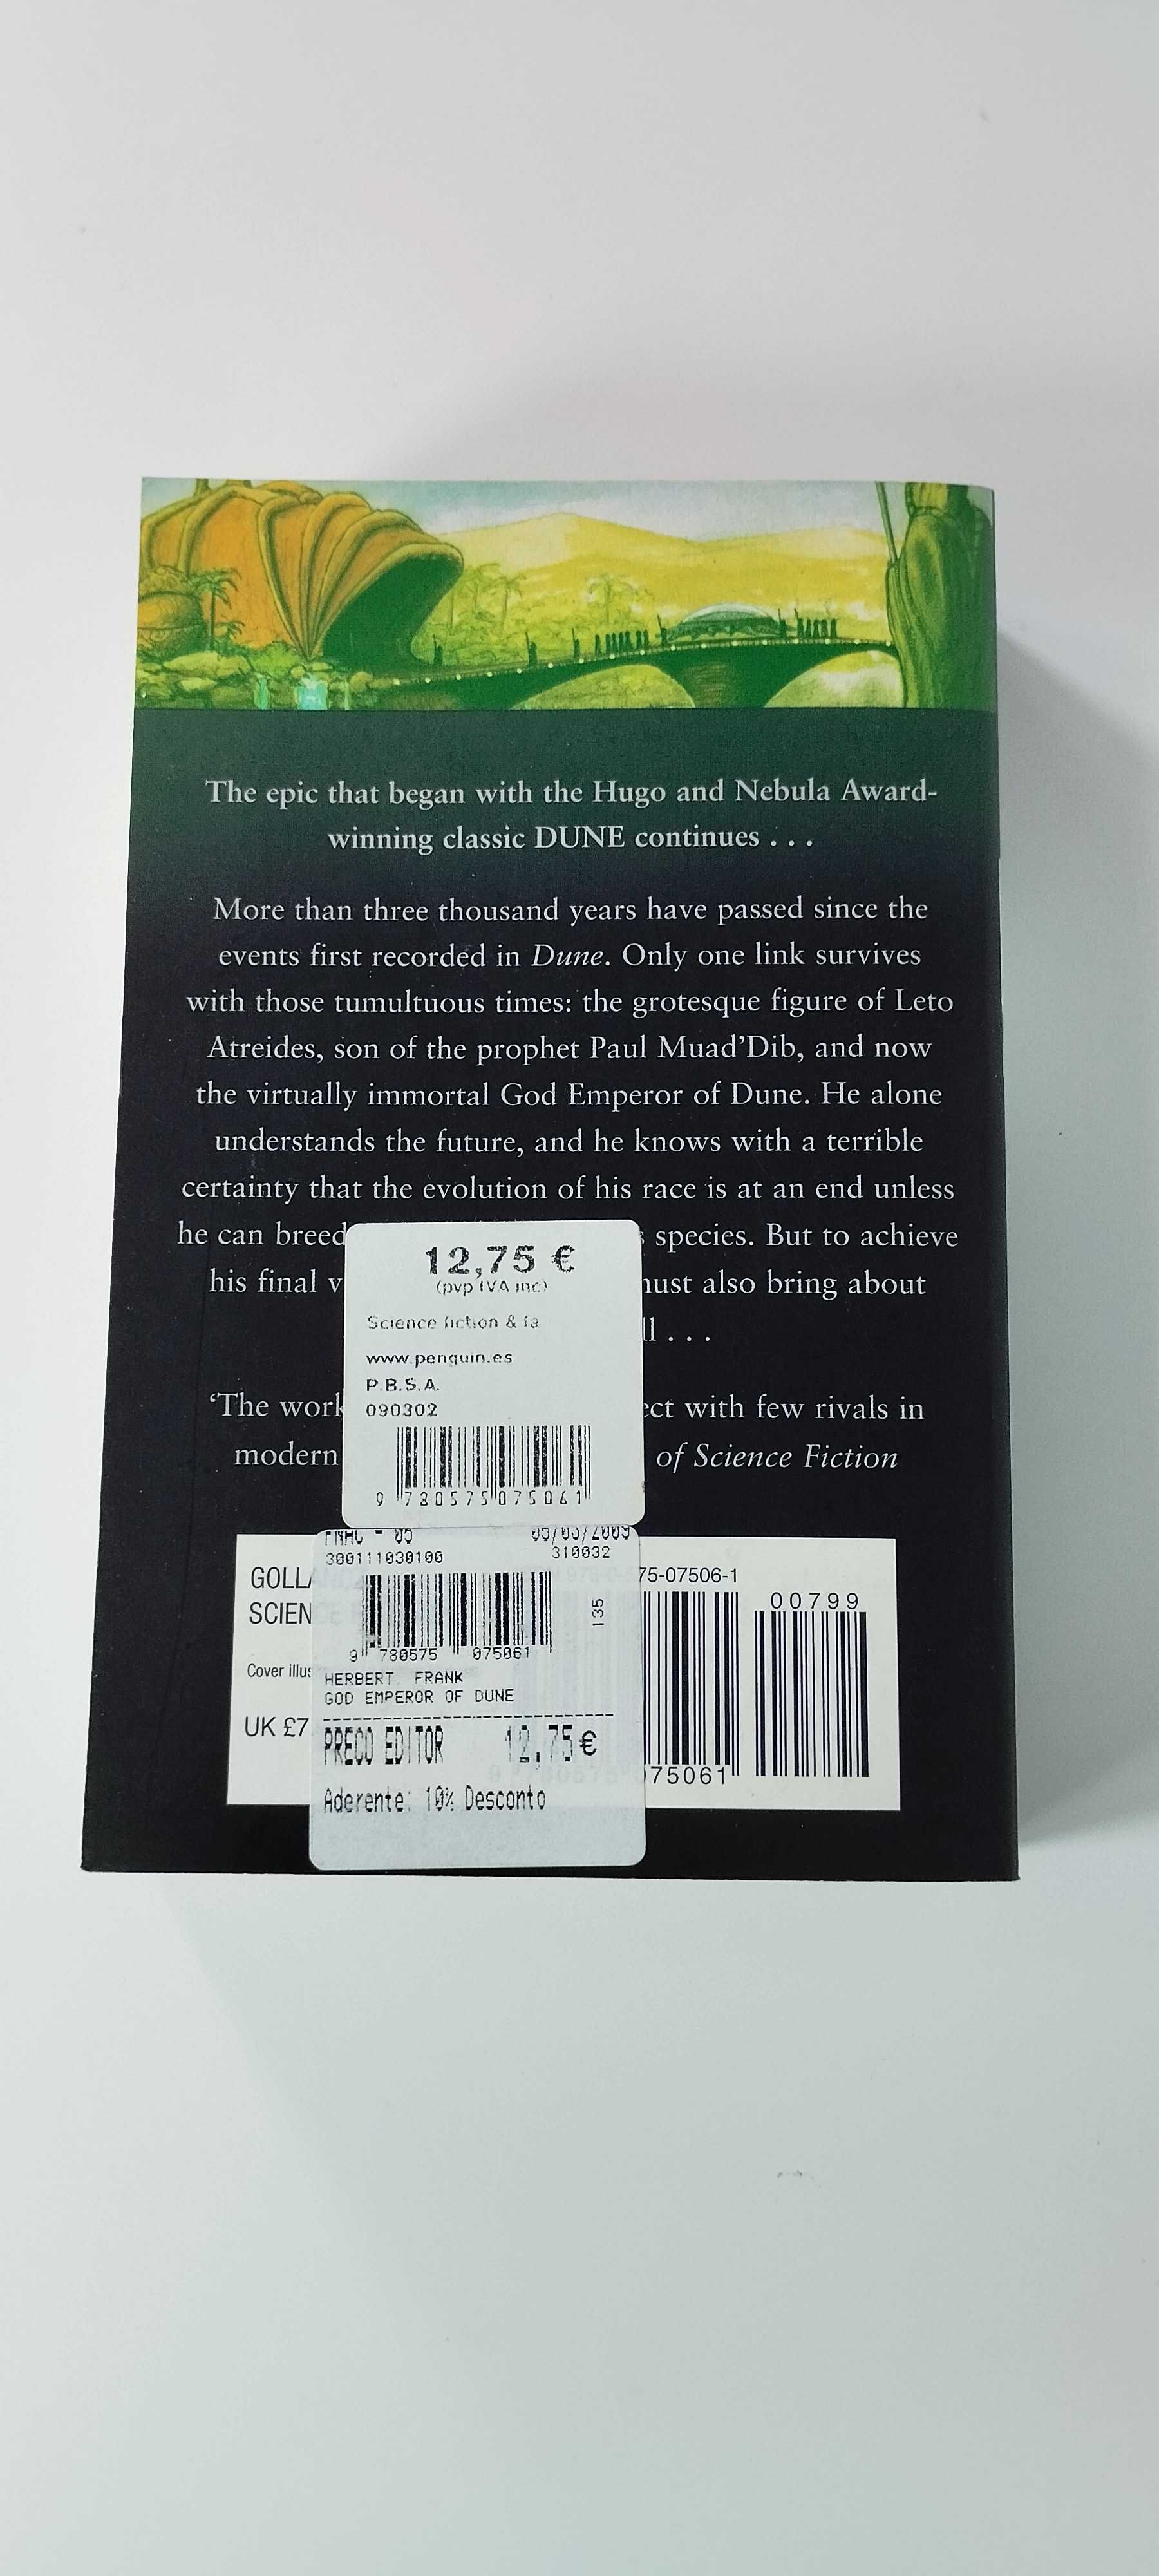 The epic that began with the Hugo and Nebula Award-
winning classic DUNE continues . . .
More than three thousand years have passed since the
events first recorded in Dune. Only one link survives
with those tumultuous times: the grotesque figure of Leto
Atreides, son of the prophet Paul Muad'Dib, and now
the virtually immortal God Emperor of Dune. He alone
understands the future, and he knows with a terrible
certainty that the evolution of his race is at an end unless
he can breed species. But to achieve
his final must also bring about
. . .
'The work with few rivals in
modern of Science Fiction
12,75 €
(pvp IVA inc)
Science fiction & fa
www.penguin.es
P.B.S.A.
090302
9 780575 075061
FNAC - 05 05/03/2009
300111030100 310032
135
9 780575 075061
HERBERT FRANK
GOD EMPEROR OF DUNE
PRECO EDITOR 12,75 €
Aderente: 10% Desconto
GOLLA
SCIEN
Cover illus
UK £7
75-07506-1
00799
075061